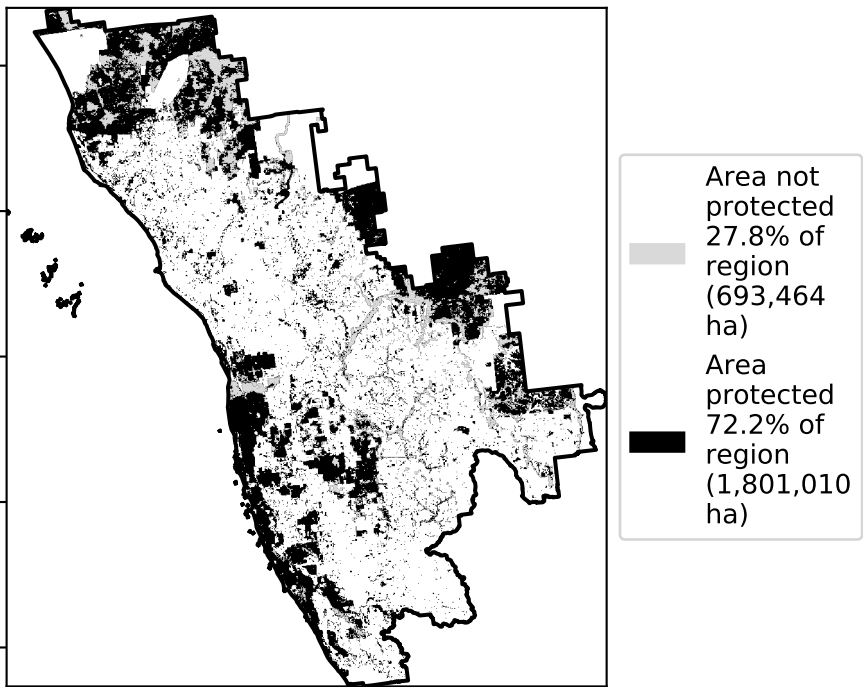 Area not
protected
27.8% of
region
(693,464
ha)
Area
protected
72.2% of
region
(1,801,010
ha)